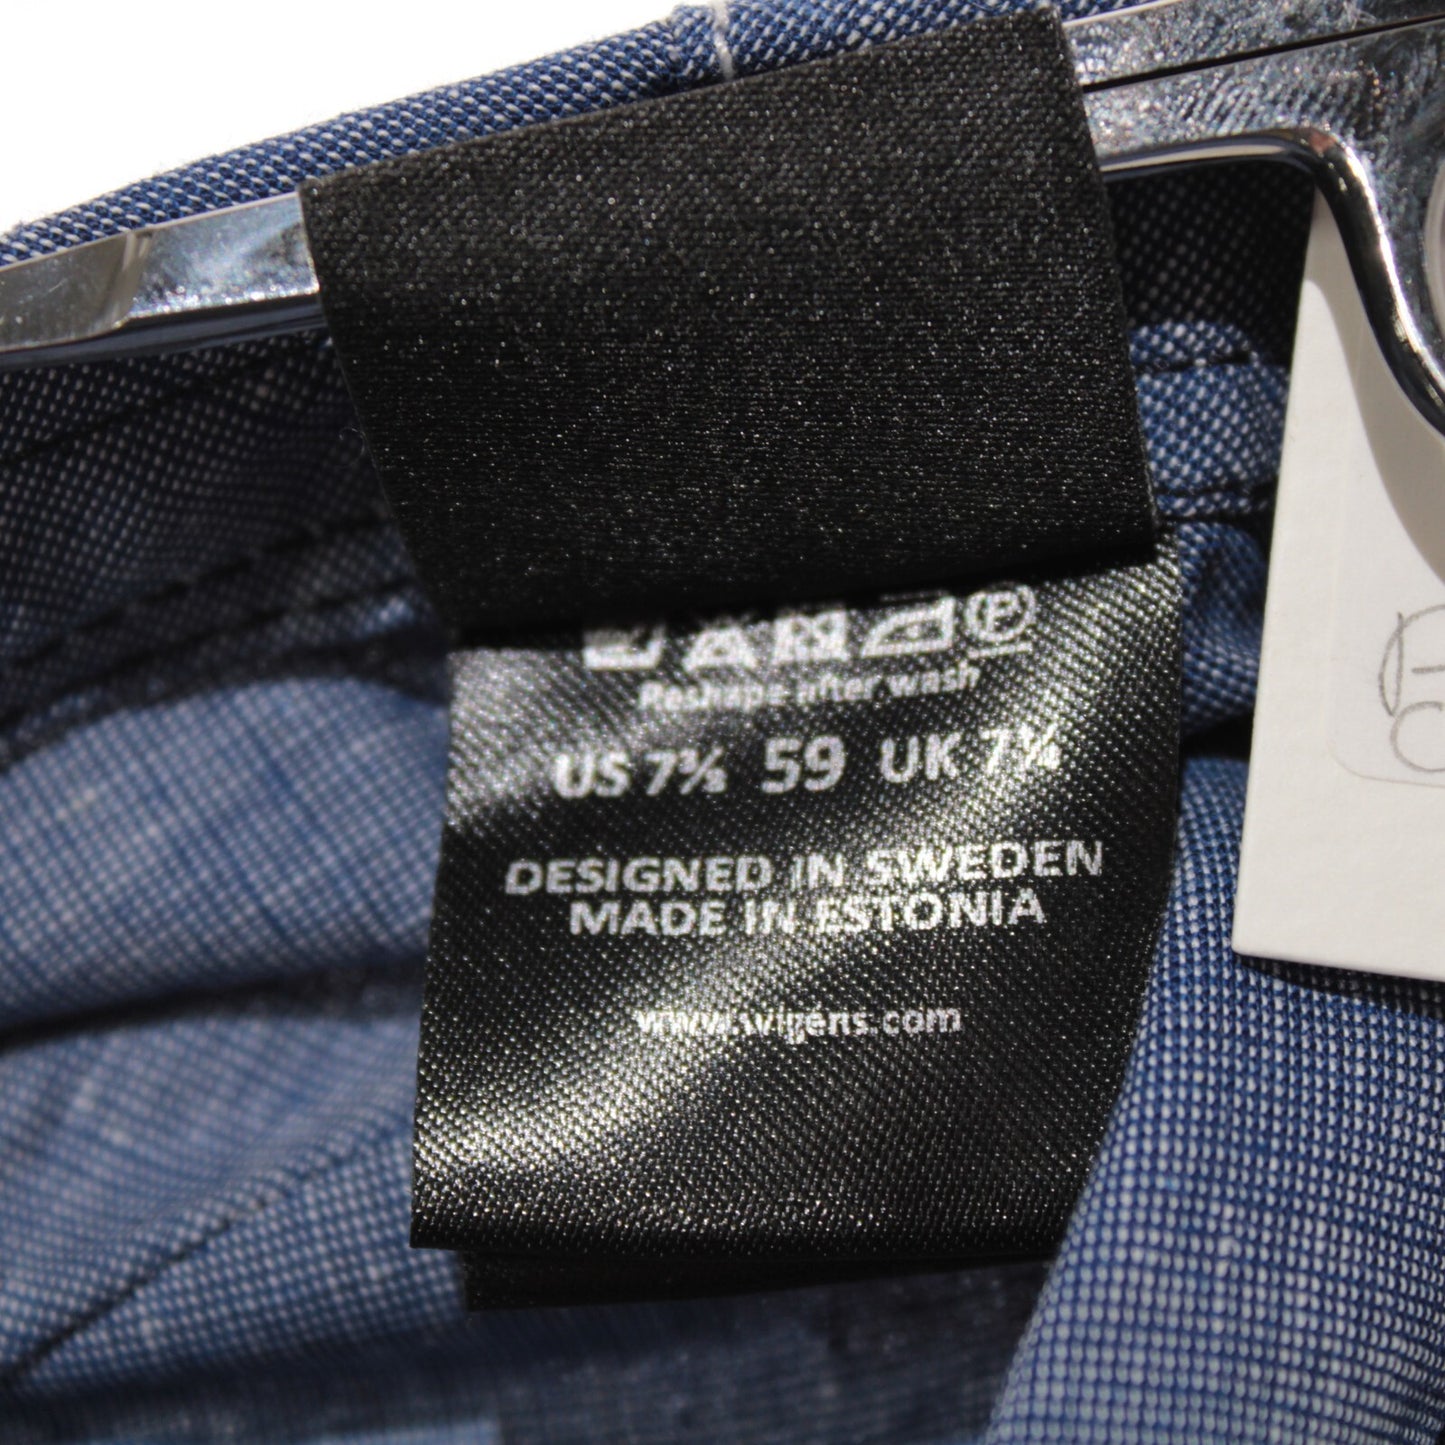 P
Reshape after wash
US 7⅜ 59 UK 7¼
DESIGNED IN SWEDEN
MADE IN ESTONIA
www.wigens.com